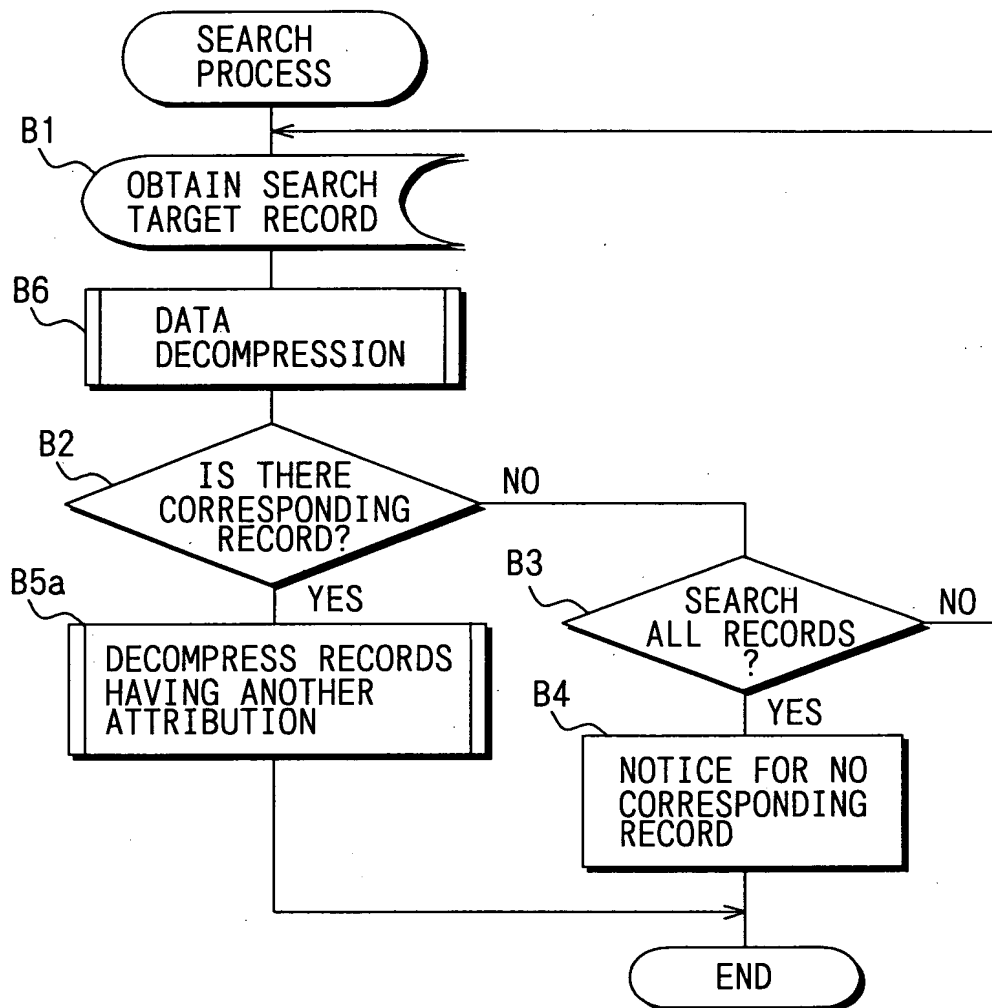 SEARCH
PROCESS
B1
OBTAIN SEARCH
TARGET RECORD
B6
DATA
DECOMPRESSION
B2
IS THERE
CORRESPONDING
RECORD?
NO
YES
B3
SEARCH
ALL RECORDS
?
NO
YES
B5a
DECOMPRESS RECORDS
HAVING ANOTHER
ATTRIBUTION
B4
NOTICE FOR NO
CORRESPONDING
RECORD
END